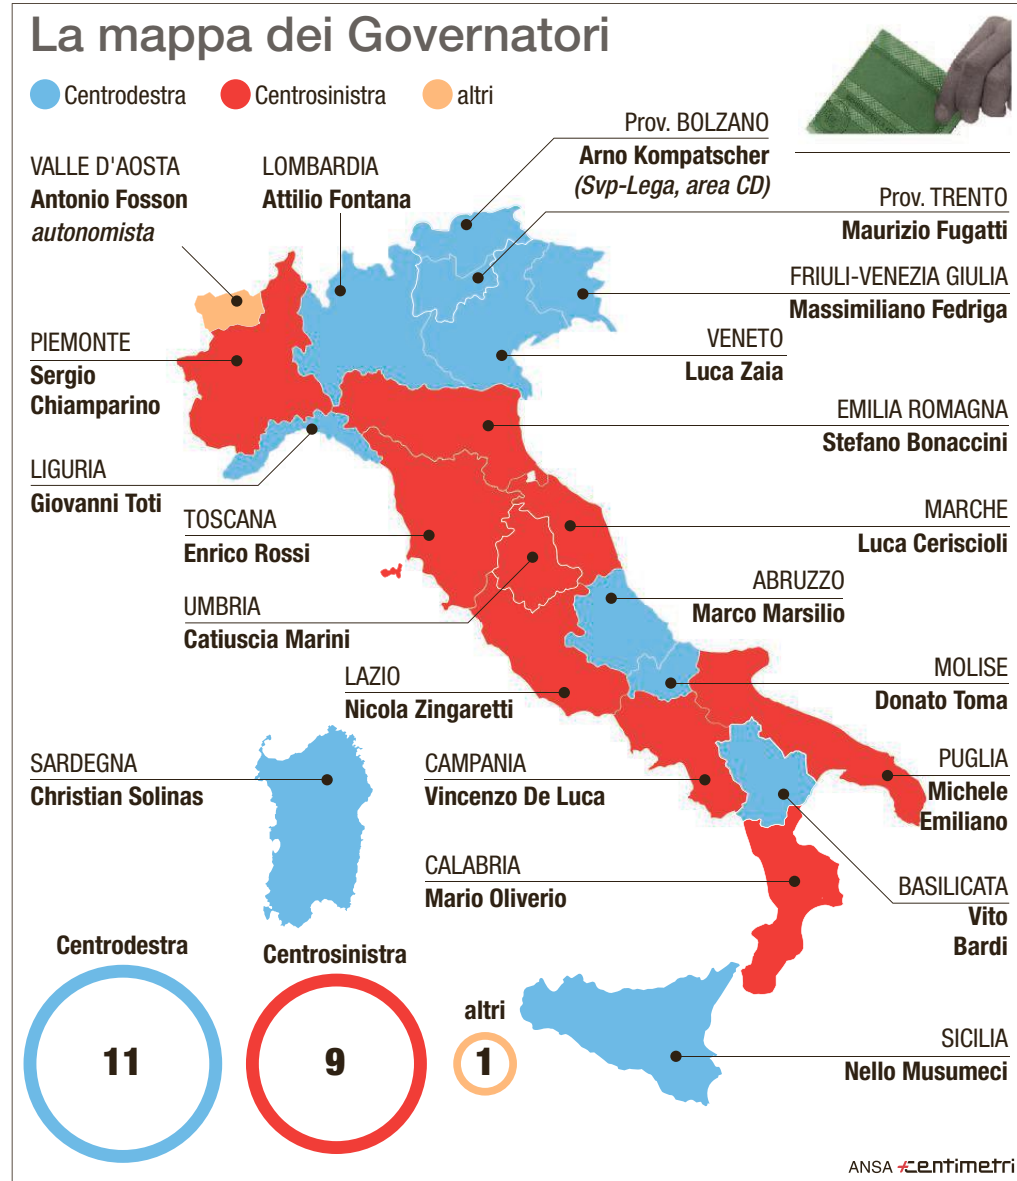 La mappa dei Governatori
Centrodestra
Centrosinistra
altri
Prov. BOLZANO
Arno Kompatscher
(Svp-Lega, area CD)
VALLE D'AOSTA
Antonio Fosson
autonomista
LOMBARDIA
Attilio Fontana
Prov. TRENTO
Maurizio Fugatti
FRIULI-VENEZIA GIULIA
Massimiliano Fedriga
PIEMONTE
Sergio
Chiamparino
VENETO
Luca Zaia
EMILIA ROMAGNA
Stefano Bonaccini
LIGURIA
Giovanni Toti
TOSCANA
Enrico Rossi
MARCHE
Luca Ceriscioli
UMBRIA
Catiuscia Marini
ABRUZZO
Marco Marsilio
LAZIO
Nicola Zingaretti
MOLISE
Donato Toma
SARDEGNA
Christian Solinas
CAMPANIA
Vincenzo De Luca
PUGLIA
Michele
Emiliano
CALABRIA
Mario Oliverio
BASILICATA
Vito
Bardi
Centrodestra
11
Centrosinistra
9
altri
1
SICILIA
Nello Musumeci
ANSA centimetri